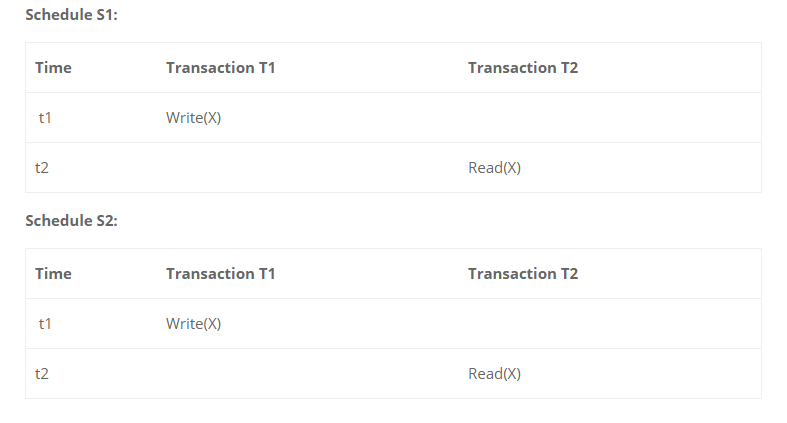 Schedule S1:
Time Transaction T1 Transaction T2
t1 Write(X)
t2 Read(X)
Schedule S2:
Time Transaction T1 Transaction T2
t1 Write(X)
t2 Read(X)